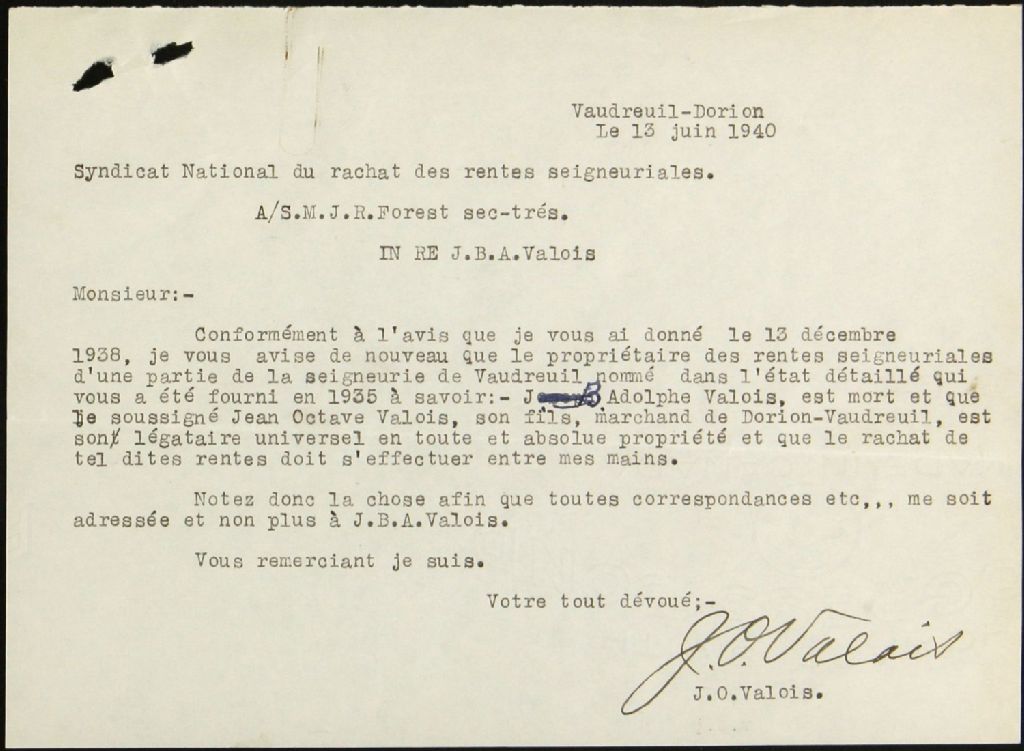 Vaudreuil-Dorion
Le 13 juin 1940
Syndicat National du rachat des rentes seigneuriales.
A/S.M.J.R.Forest sec-trés.
IN RE J.B.A.Valois
Monsieur:-
Conformément à l'avis que je vous ai donné le 13 décembre
1938, je vous avise de nouveau que le propriétaire des rentes seigneuriales
d'une partie de la seigneurie de Vaudreuil nommé dans l'état détaillé qui
vous a été fourni en 1935 à savoir:- J B Adolphe Valois, est mort et que
je soussigné Jean Octave Valois, son fils, marchand de Dorion-Vaudreuil, est
son légataire universel en toute et absolue propriété et que le rachat de
tel dites rentes doit s'effectuer entre mes mains.
Notez donc la chose afin que toutes correspondances etc,,, me soit
adressée et non plus à J.B.A.Valois.
Vous remerciant je suis.
Votre tout dévoué;-
J.O.Valois
J.O.Valois.